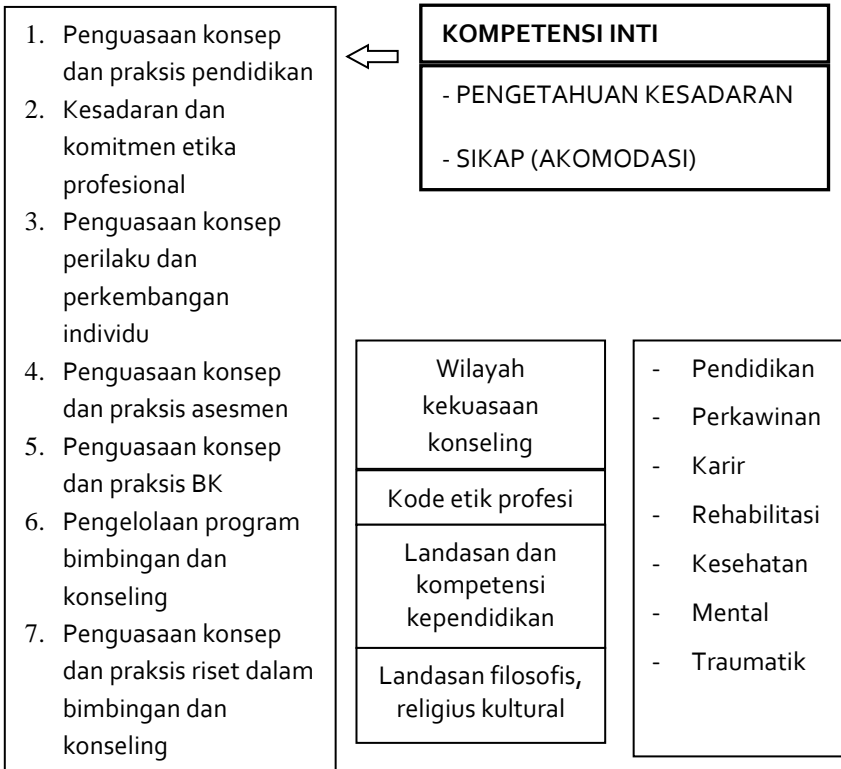 1. Penguasaan konsep
dan praksis pendidikan
2. Kesadaran dan
komitmen etika
profesional
3. Penguasaan konsep
perilaku dan
perkembangan
individu
4. Penguasaan konsep
dan praksis asesmen
5. Penguasaan konsep
dan praksis BK
6. Pengelolaan program
bimbingan dan
konseling
7. Penguasaan konsep
dan praksis riset dalam
bimbingan dan
konseling
KOMPETENSI INTI
- PENGETAHUAN KESADARAN
- SIKAP (AKOMODASI)
Wilayah
kekuasaan
konseling
Kode etik profesi
Landasan dan
kompetensi
kependidikan
Landasan filosofis,
religius kultural
- Pendidikan
- Perkawinan
- Karir
- Rehabilitasi
- Kesehatan
- Mental
- Traumatik